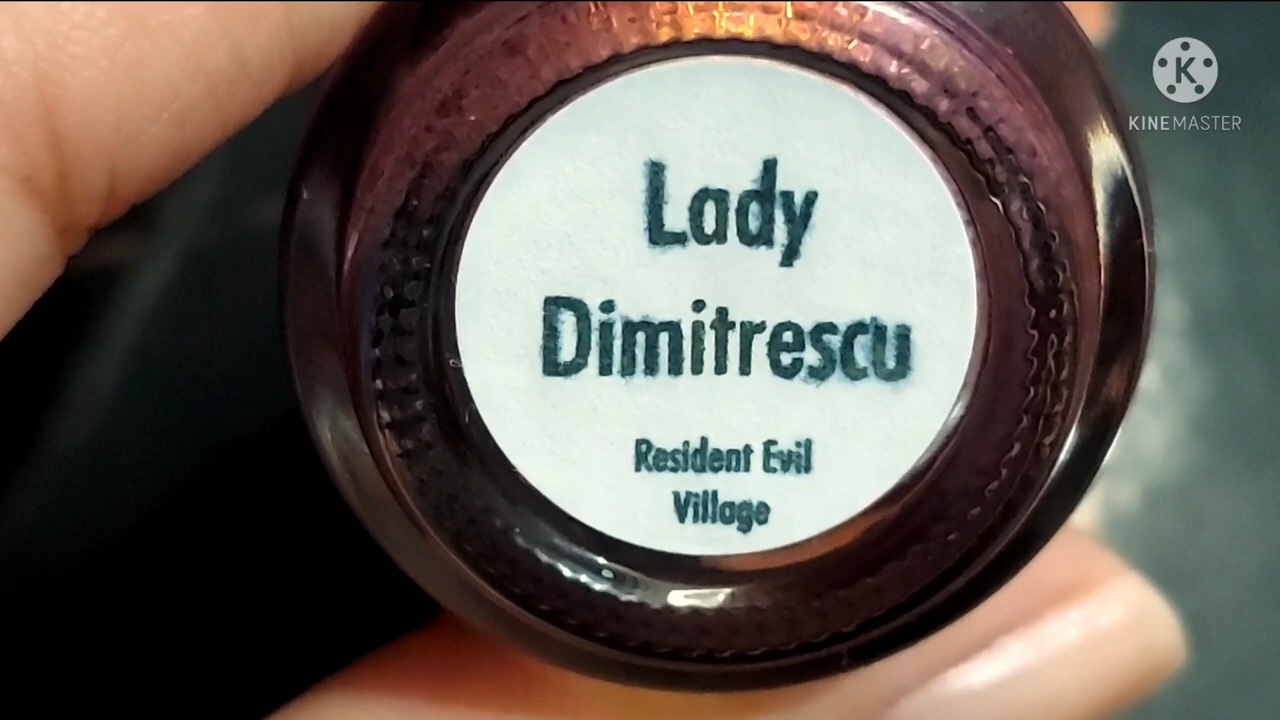 Lady
Dimitrescu
Resident Evil
Village
K
KINEMASTER